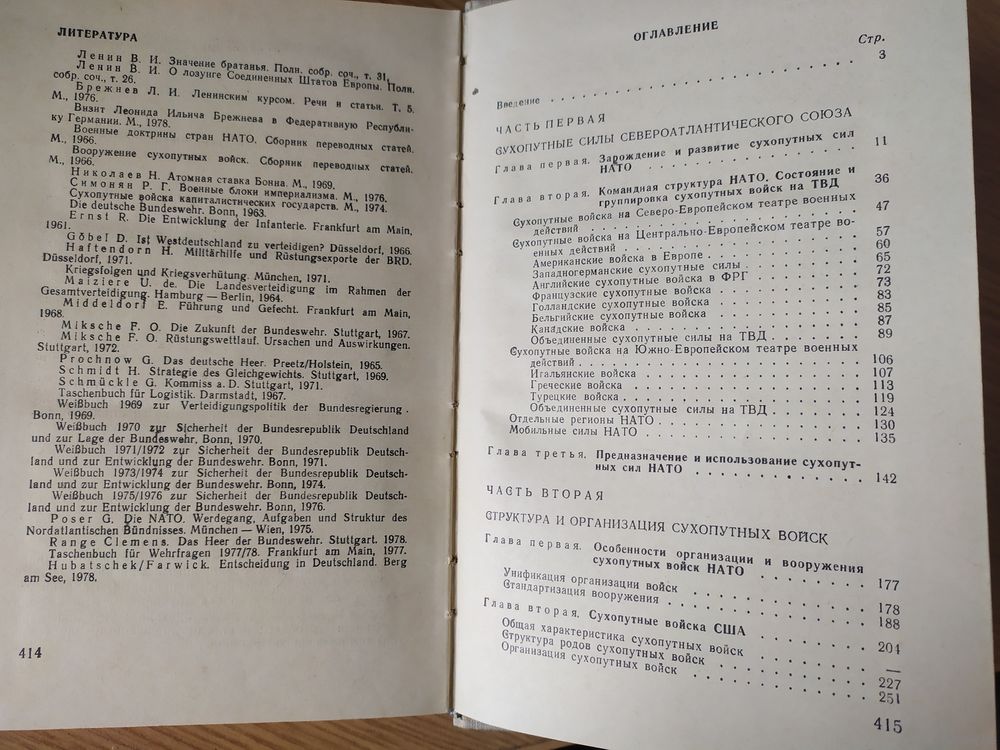 ЛИТЕРАТУРА
Ленин В. И. Значение братанья. Полн. собр. соч., т. 31.
Ленин В. И. О лозунге Соединенных Штатов Европы. Полн.
собр. соч., т. 26.
Брежнев Л. И. Ленинским курсом. Речи и статьи. Т. 5.
М., 1976.
Визит Леонида Ильича Брежнева в Федеративную Республи-
ку Германии. М., 1978.
Военные доктрины стран НАТО. Сборник переводных статей.
М., 1966.
Вооружение сухопутных войск. Сборник переводных статей.
М., 1966.
Николаев Н. Атомная ставка Бонна. М., 1969.
Симонян Р. Г. Военные блоки империализма. М., 1976.
Сухопутные войска капиталистических государств. М., 1974.
Die deutsche Bundeswehr. Bonn, 1963.
Ernst R. Die Entwicklung der Infanterie. Frankfurt am Main,
1961.
Göbel D. Ist Westdeutschland zu verteidigen? Düsseldorf, 1966.
Haftendorn H. Militärhilfe und Rüstungsexporte der BRD.
Düsseldorf, 1971.
Kriegsfolgen und Kriegsverhütung. München, 1971.
Maiziere U. de. Die Landesverteidigung im Rahmen der
Gesamtverteidigung. Hamburg — Berlin, 1964.
Middeldorf E. Führung und Gefecht. Frankfurt am Main,
1968.
Miksche F. O. Die Zukunft der Bundeswehr. Stuttgart, 1967.
Miksche F. O. Rüstungswettlauf. Ursachen und Auswirkungen.
Stuttgart, 1972.
Prochnow G. Das deutsche Heer. Preetz/Holstein, 1965.
Schmidt H. Strategie des Gleichgewichts. Stuttgart, 1969.
Schmückle G. Kommiss a. D. Stuttgart, 1971.
Taschenbuch für Logistik. Darmstadt, 1967.
Weißbuch 1969 zur Verteidigungspolitik der Bundesregierung.
Bonn, 1969.
Weißbuch 1970 zur Sicherheit der Bundesrepublik Deutschland
und zur Lage der Bundeswehr. Bonn, 1970.
Weißbuch 1971/1972 zur Sicherheit der Bundesrepublik Deutsch-
land und zur Entwicklung der Bundeswehr. Bonn, 1971.
Weißbuch 1973/1974 zur Sicherheit der Bundesrepublik Deutsch-
land und zur Entwicklung der Bundeswehr. Bonn, 1974.
Weißbuch 1975/1976 zur Sicherheit der Bundesrepublik Deutsch-
land und zur Entwicklung der Bundeswehr. Bonn, 1976.
Poser G. Die NATO. Werdegang, Aufgaben und Struktur des
Nordatlantischen Bündnisses. München — Wien, 1975.
Range Clemens. Das Heer der Bundeswehr. Stuttgart. 1978.
Taschenbuch für Wehrfragen 1977/78. Frankfurt am Main, 1977.
Hubatschek/Farwick. Entscheidung in Deutschland. Berg
am See, 1978.
414
ОГЛАВЛЕНИЕ
Стр.
Введение . . . 3
ЧАСТЬ ПЕРВАЯ
СУХОПУТНЫЕ СИЛЫ СЕВЕРОАТЛАНТИЧЕСКОГО СОЮЗА
Глава первая. Зарождение и развитие сухопутных сил
НАТО . . . 11
Глава вторая. Командная структура НАТО. Состояние и
группировка сухопутных войск на ТВД . . . 36
Сухопутные войска на Северо-Европейском театре военных
действий . . . 47
Сухопутные войска на Центрально-Европейском театре во-
енных действий . . . 57
Американские войска в Европе . . . 60
Западногерманские сухопутные силы . . . 65
Английские сухопутные войска в ФРГ . . . 72
Французские сухопутные войска . . . 73
Голландские сухопутные войска . . . 83
Бельгийские сухопутные войска . . . 85
Канадские войска . . . 87
Объединенные сухопутные силы на ТВД . . . 89
Сухопутные войска на Южно-Европейском театре военных
действий . . . 106
Итальянские войска . . . 107
Греческие войска . . . 113
Турецкие войска . . . 119
Объединенные сухопутные силы на ТВД . . . 124
Отдельные регионы НАТО . . . 130
Мобильные силы НАТО . . . 135
Глава третья. Предназначение и использование сухопут-
ных сил НАТО . . . 142
ЧАСТЬ ВТОРАЯ
СТРУКТУРА И ОРГАНИЗАЦИЯ СУХОПУТНЫХ ВОЙСК
Глава первая. Особенности организации и вооружения
сухопутных войск НАТО . . . 177
Унификация организации войск . . . 178
Стандартизация вооружения . . . 188
Глава вторая. Сухопутные войска США . . . 204
Общая характеристика сухопутных войск . . . —
Структура родов сухопутных войск . . . 227
Организация сухопутных войск . . . 251
415